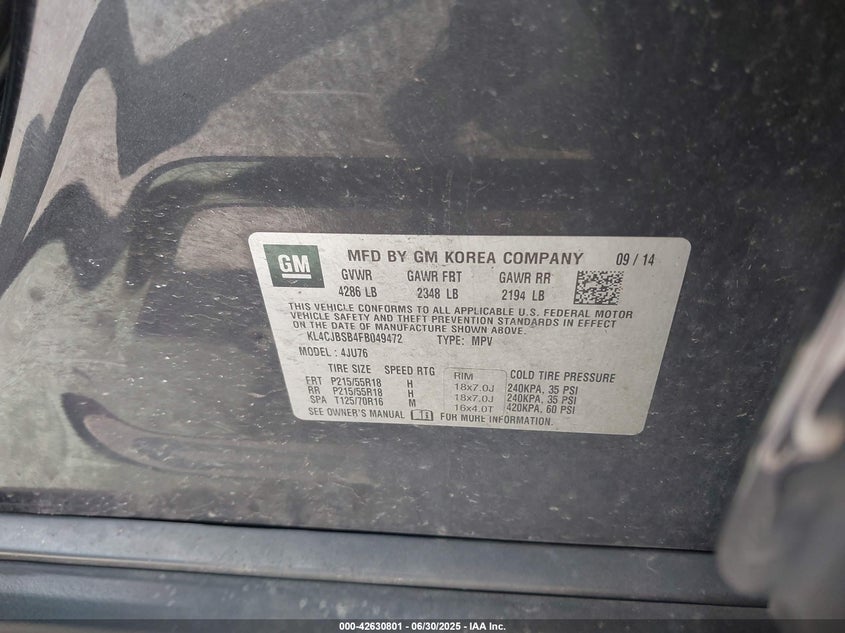 GM
MFD BY GM KOREA COMPANY 09 / 14
GVWR GAWR FRT GAWR RR
4286 LB 2348 LB 2194 LB
THIS VEHICLE CONFORMS TO ALL APPLICABLE U.S. FEDERAL MOTOR
VEHICLE SAFETY AND THEFT PREVENTION STANDARDS IN EFFECT
ON THE DATE OF MANUFACTURE SHOWN ABOVE.
KL4CJBSB4FB049472 TYPE: MPV
MODEL : 4JU76
TIRE SIZE SPEED RTG RIM COLD TIRE PRESSURE
FRT P215/55R18 H 18x7.0J 240KPA, 35 PSI
RR P215/55R18 H 18x7.0J 240KPA, 35 PSI
SPA T125/70R16 M 16x4.0T 420KPA, 60 PSI
SEE OWNER'S MANUAL FOR MORE INFORMATION.
000-42630801 - 06/30/2025 - IAA Inc.